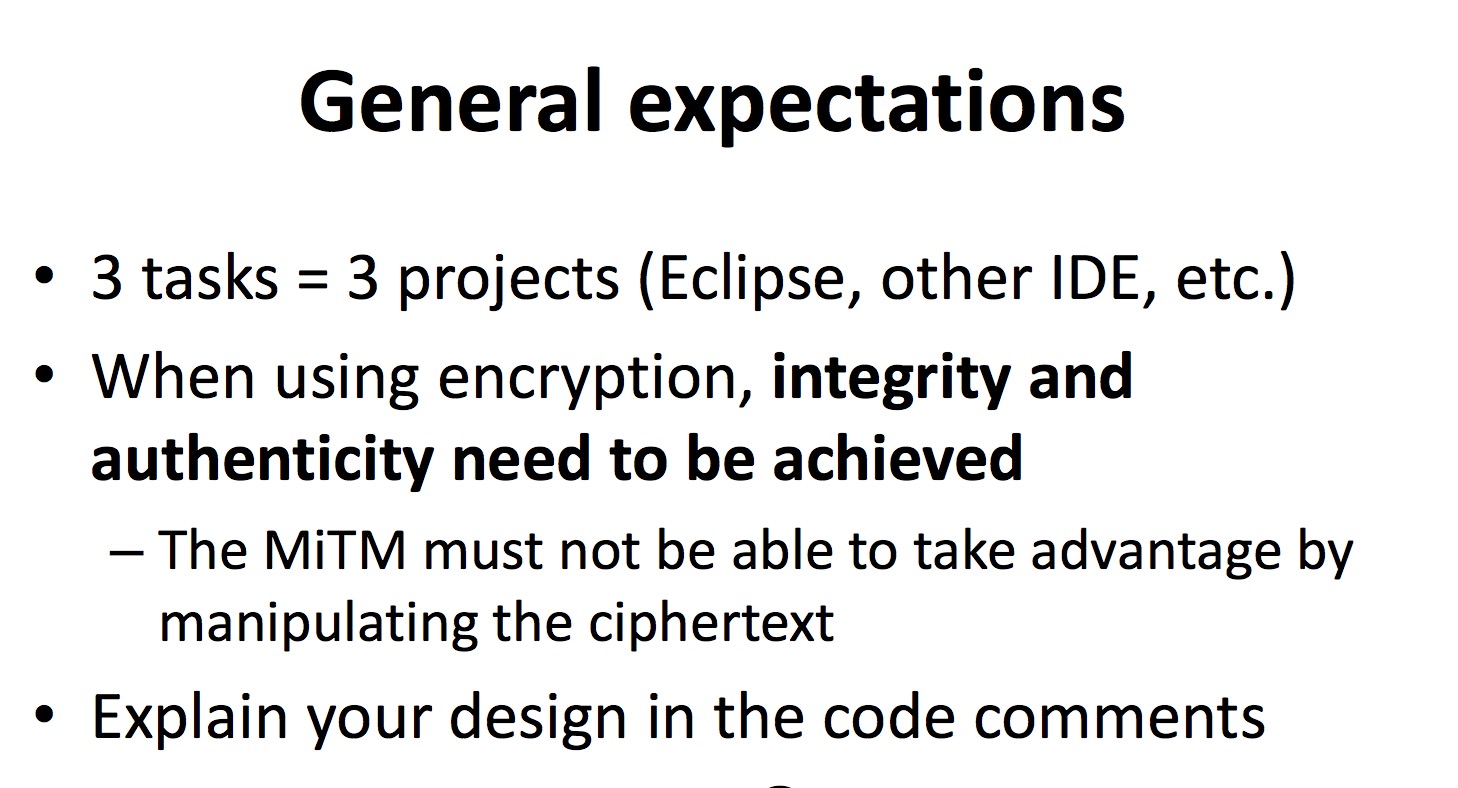 General expectations
• 3 tasks = 3 projects (Eclipse, other IDE, etc.)
• When using encryption, integrity and
authenticity need to be achieved
– The MiTM must not be able to take advantage by
manipulating the ciphertext
• Explain your design in the code comments